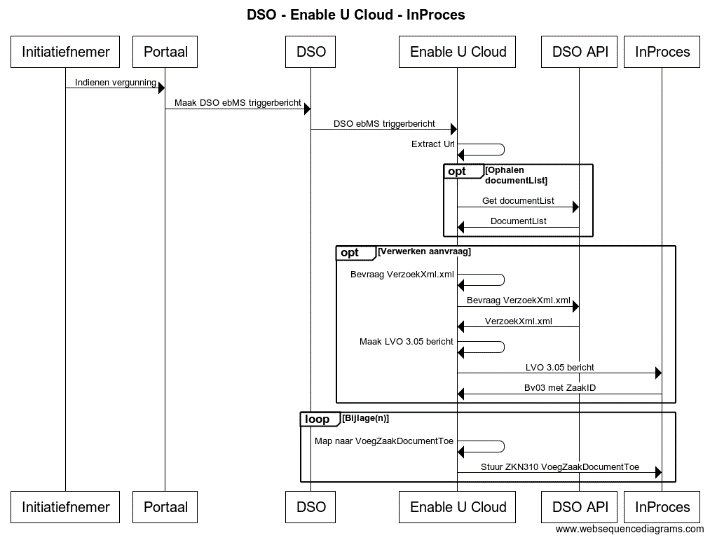 DSO - Enable U Cloud - InProces
Initiatiefnemer
Portaal
DSO
Enable U Cloud
DSO API
InProces
Indienen vergunning
Maak DSO ebMS triggerbericht
DSO ebMS triggerbericht
Extract Url
opt
[Ophalen
documentList]
Get documentList
DocumentList
opt
[Verwerken aanvraag]
Bevraag VerzoekXml.xml
Bevraag VerzoekXml.xml
VerzoekXml.xml
Maak LVO 3.05 bericht
LVO 3.05 bericht
Bv03 met ZaakID
loop
[Bijlage(n)]
Map naar VoegZaakDocumentToe
Stuur ZKN310 VoegZaakDocumentToe
Initiatiefnemer
Portaal
DSO
Enable U Cloud
DSO API
InProces
www.websequencediagrams.com